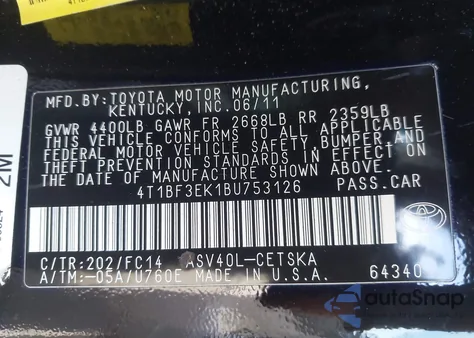 MFD.BY:TOYOTA MOTOR MANUFACTURING,
KENTUCKY, INC. 06/11
GVWR 4400LB GAWR FR 2668LB RR 2359LB
THIS VEHICLE CONFORMS TO ALL APPLICABLE
FEDERAL MOTOR VEHICLE SAFETY, BUMPER AND
THEFT PREVENTION STANDARDS IN EFFECT ON
THE DATE OF MANUFACTURE SHOWN ABOVE.
4T1BF3EK1BU753126 PASS.CAR
C/TR:202/FC14 ASV40L-CETSKA
A/TM:-05A/U760E MADE IN U.S.A. 64340
2M
autoSnap